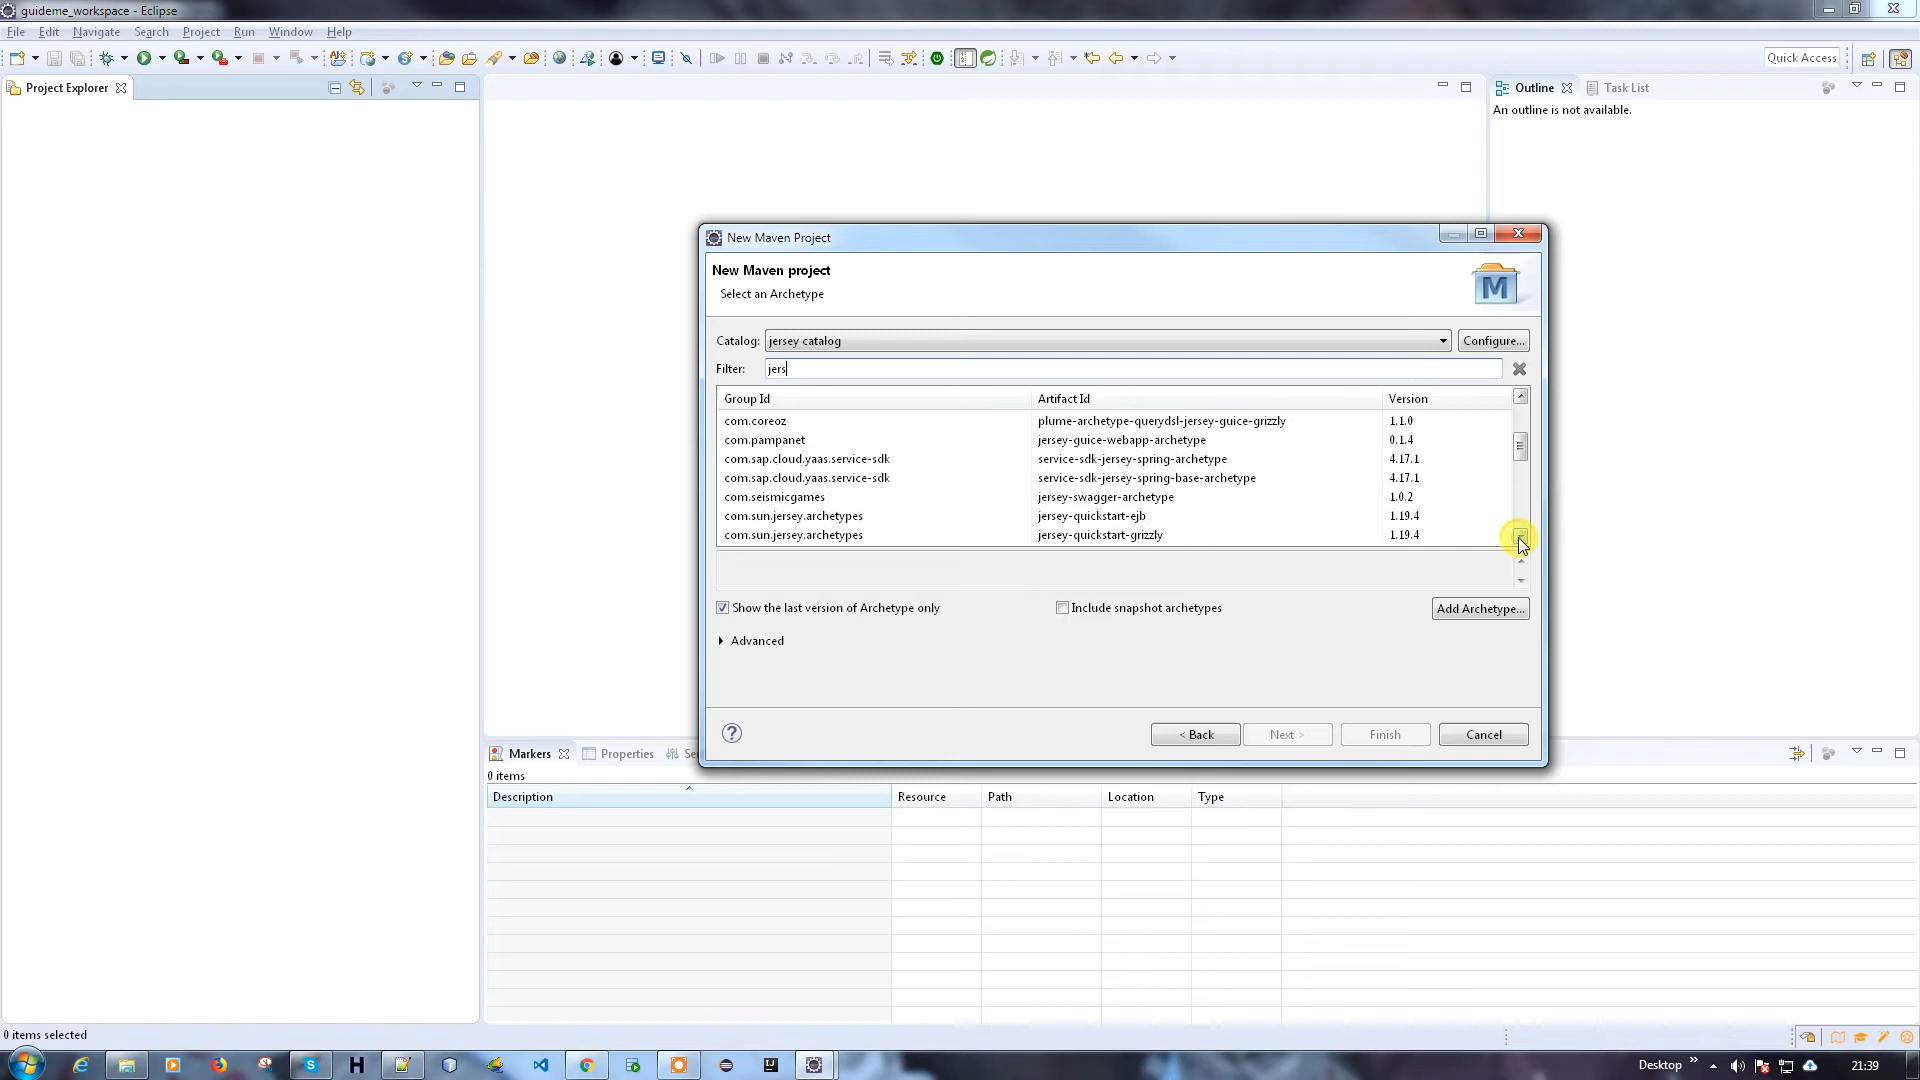 guideme_workspace - Eclipse
File Edit Navigate Search Project Run Window Help
Quick Access
Project Explorer
Outline Task List
An outline is not available.
New Maven Project
New Maven project
Select an Archetype
M
Catalog: jersey catalog Configure...
Filter: jers
Group Id Artifact Id Version
com.coreoz plume-archetype-querydsl-jersey-guice-grizzly 1.1.0
com.pampanet jersey-guice-webapp-archetype 0.1.4
com.sap.cloud.yaas.service-sdk service-sdk-jersey-spring-archetype 4.17.1
com.sap.cloud.yaas.service-sdk service-sdk-jersey-spring-base-archetype 4.17.1
com.seismicgames jersey-swagger-archetype 1.0.2
com.sun.jersey.archetypes jersey-quickstart-ejb 1.19.4
com.sun.jersey.archetypes jersey-quickstart-grizzly 1.19.4
Show the last version of Archetype only Include snapshot archetypes Add Archetype...
Advanced
? < Back Next > Finish Cancel
Markers Properties Se
0 items
Description Resource Path Location Type
0 items selected
Desktop » 21:39